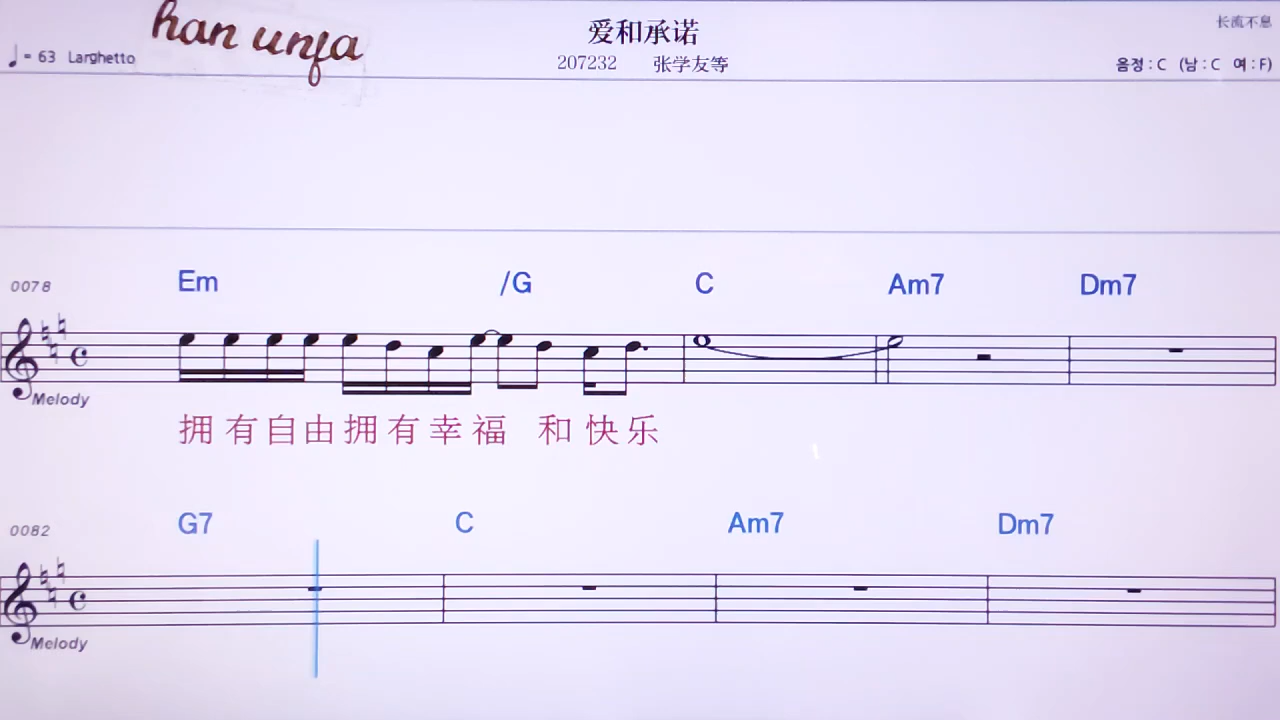 han unfa
爱和承诺
长流不息
♩ = 63 Larghetto
207232 张学友等
음정 : C (남 : C 여 : F)
0078
Em /G C Am7 Dm7
Melody
拥有自由拥有幸福 和快乐
0082
G7 C Am7 Dm7
Melody